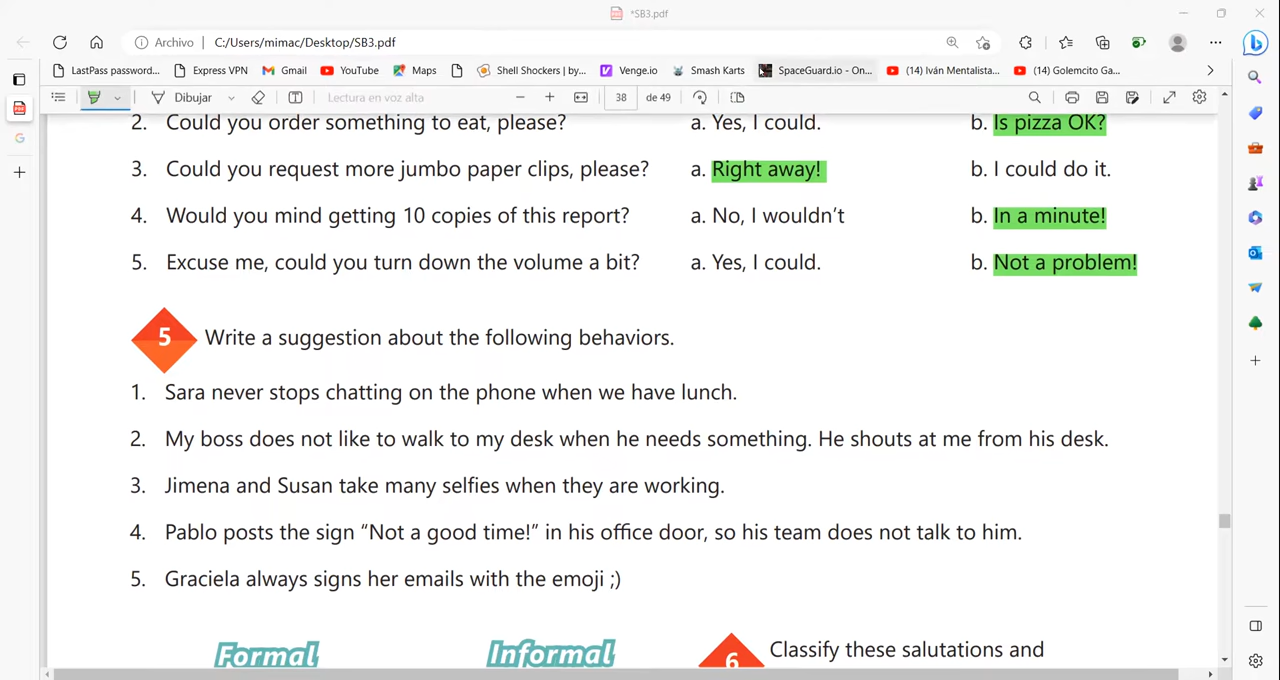 *SB3.pdf
Archivo C:/Users/mimac/Desktop/SB3.pdf
LastPass password... Express VPN Gmail YouTube Maps Shell Shockers | by... Venge.io Smash Karts SpaceGuard.io - On... (14) Iván Mentalista... (14) Golemcito Ga...
Dibujar Lectura en voz alta 38 de 49
2. Could you order something to eat, please? a. Yes, I could. b. Is pizza OK?
3. Could you request more jumbo paper clips, please? a. Right away! b. I could do it.
4. Would you mind getting 10 copies of this report? a. No, I wouldn't b. In a minute!
5. Excuse me, could you turn down the volume a bit? a. Yes, I could. b. Not a problem!
5 Write a suggestion about the following behaviors.
1. Sara never stops chatting on the phone when we have lunch.
2. My boss does not like to walk to my desk when he needs something. He shouts at me from his desk.
3. Jimena and Susan take many selfies when they are working.
4. Pablo posts the sign “Not a good time!” in his office door, so his team does not talk to him.
5. Graciela always signs her emails with the emoji ;)
Formal Informal 6 Classify these salutations and